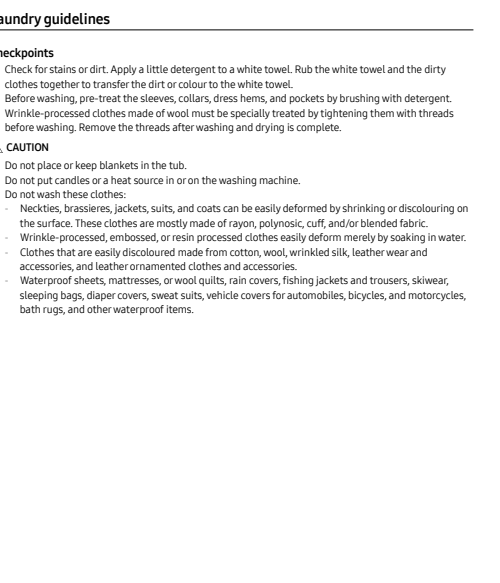 aundry guidelines
heckpoints
Check for stains or dirt. Apply a little detergent to a white towel. Rub the white towel and the dirty
clothes together to transfer the dirt or colour to the white towel.
Before washing, pre-treat the sleeves, collars, dress hems, and pockets by brushing with detergent.
Wrinkle-processed clothes made of wool must be specially treated by tightening them with threads
before washing. Remove the threads after washing and drying is complete.
CAUTION
Do not place or keep blankets in the tub.
Do not put candles or a heat source in or on the washing machine.
Do not wash these clothes:
- Neckties, brassieres, jackets, suits, and coats can be easily deformed by shrinking or discolouring on
the surface. These clothes are mostly made of rayon, polynosic, cuff, and/or blended fabric.
- Wrinkle-processed, embossed, or resin processed clothes easily deform merely by soaking in water.
- Clothes that are easily discoloured made from cotton, wool, wrinkled silk, leather wear and
accessories, and leather ornamented clothes and accessories.
- Waterproof sheets, mattresses, or wool quilts, rain covers, fishing jackets and trousers, skiwear,
sleeping bags, diaper covers, sweat suits, vehicle covers for automobiles, bicycles, and motorcycles,
bath rugs, and other waterproof items.